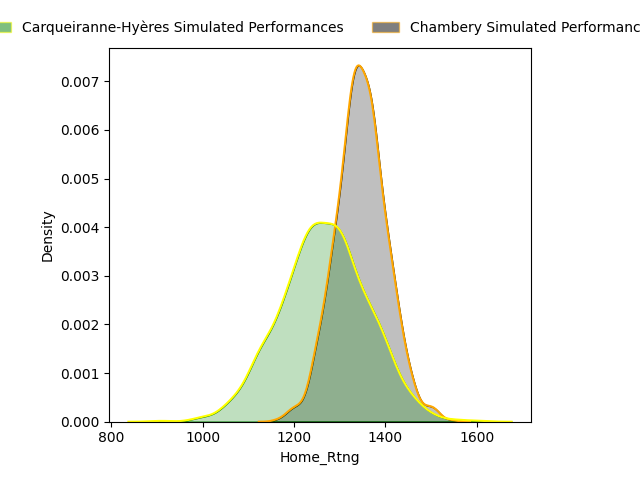 Carqueiranne-Hyères Simulated Performances
Chambery Simulated Performanc
0.007
0.006
0.005
0.004
0.003
0.002
0.001
0.000
Density
800 1000 1200 1400 1600
Home_Rtng